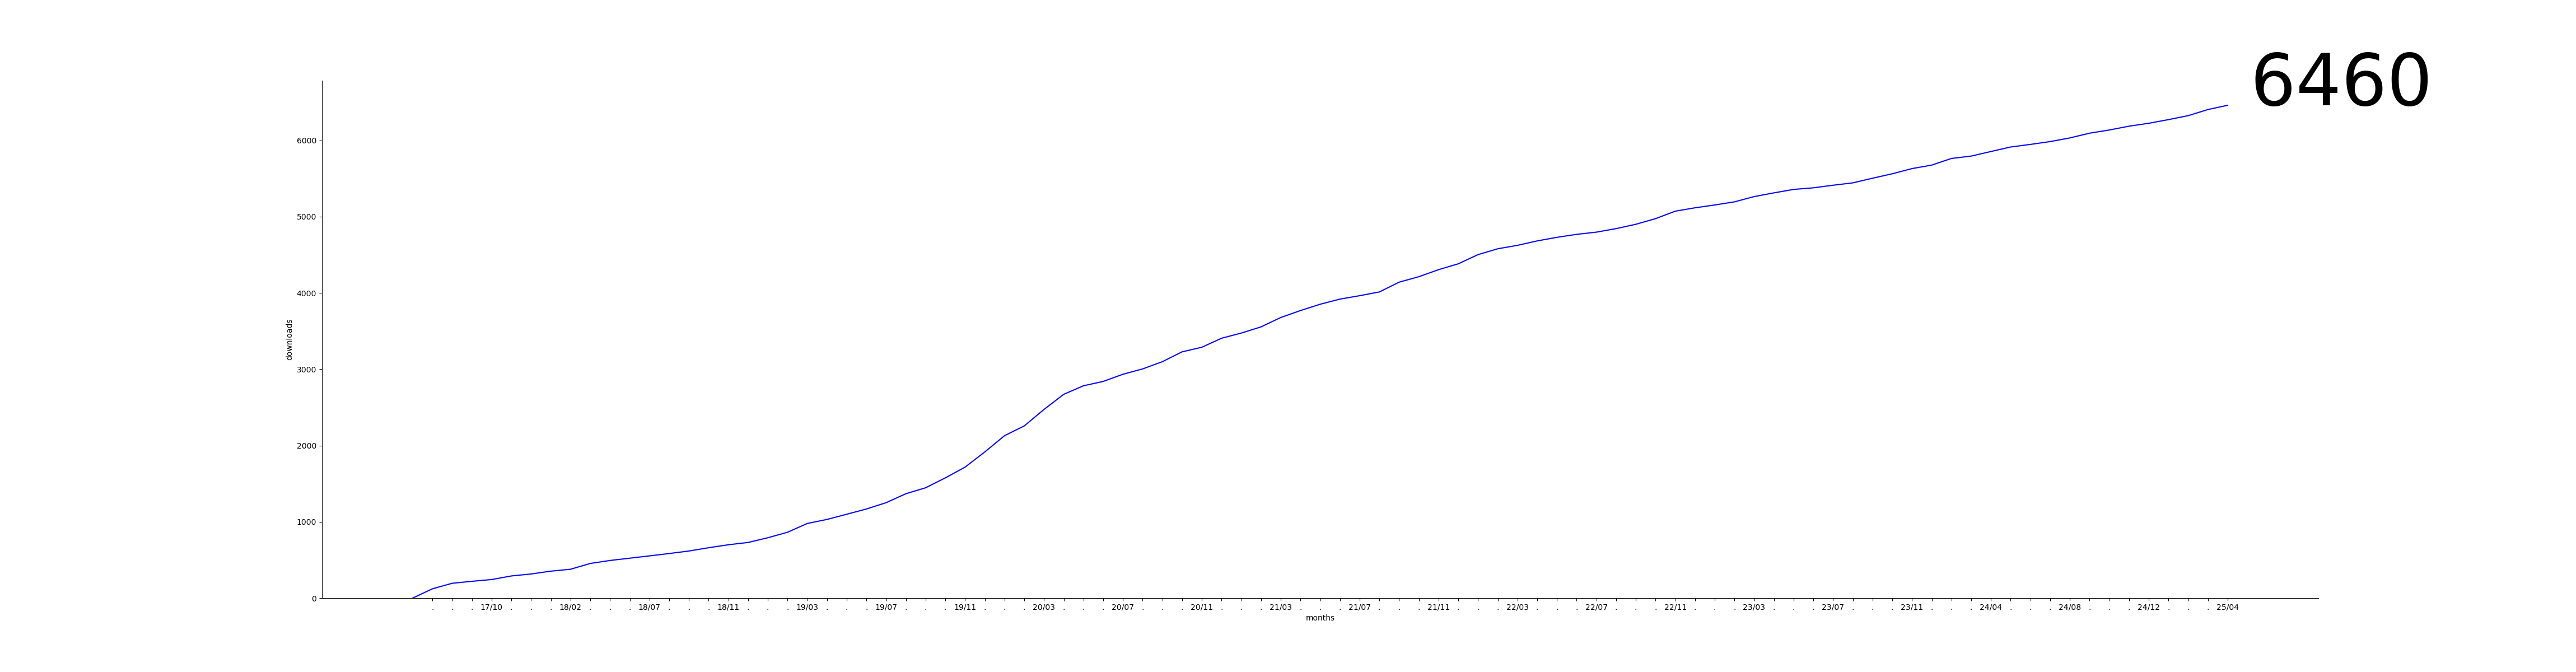 6460
6000
5000
4000
3000
2000
1000
0
downloads
. . . 17/10 . . . 18/02 . . . 18/07 . . . 18/11 . . . 19/03 . . . 19/07 . . . 19/11 . . . 20/03 . . . 20/07 . . . 20/11 . . . 21/03 . . . 21/07 . . . 21/11 . . . 22/03 . . . 22/07 . . . 22/11 . . . 23/03 . . . 23/07 . . . 23/11 . . . 24/04 . . . 24/08 . . . 24/12 . . . 25/04
months